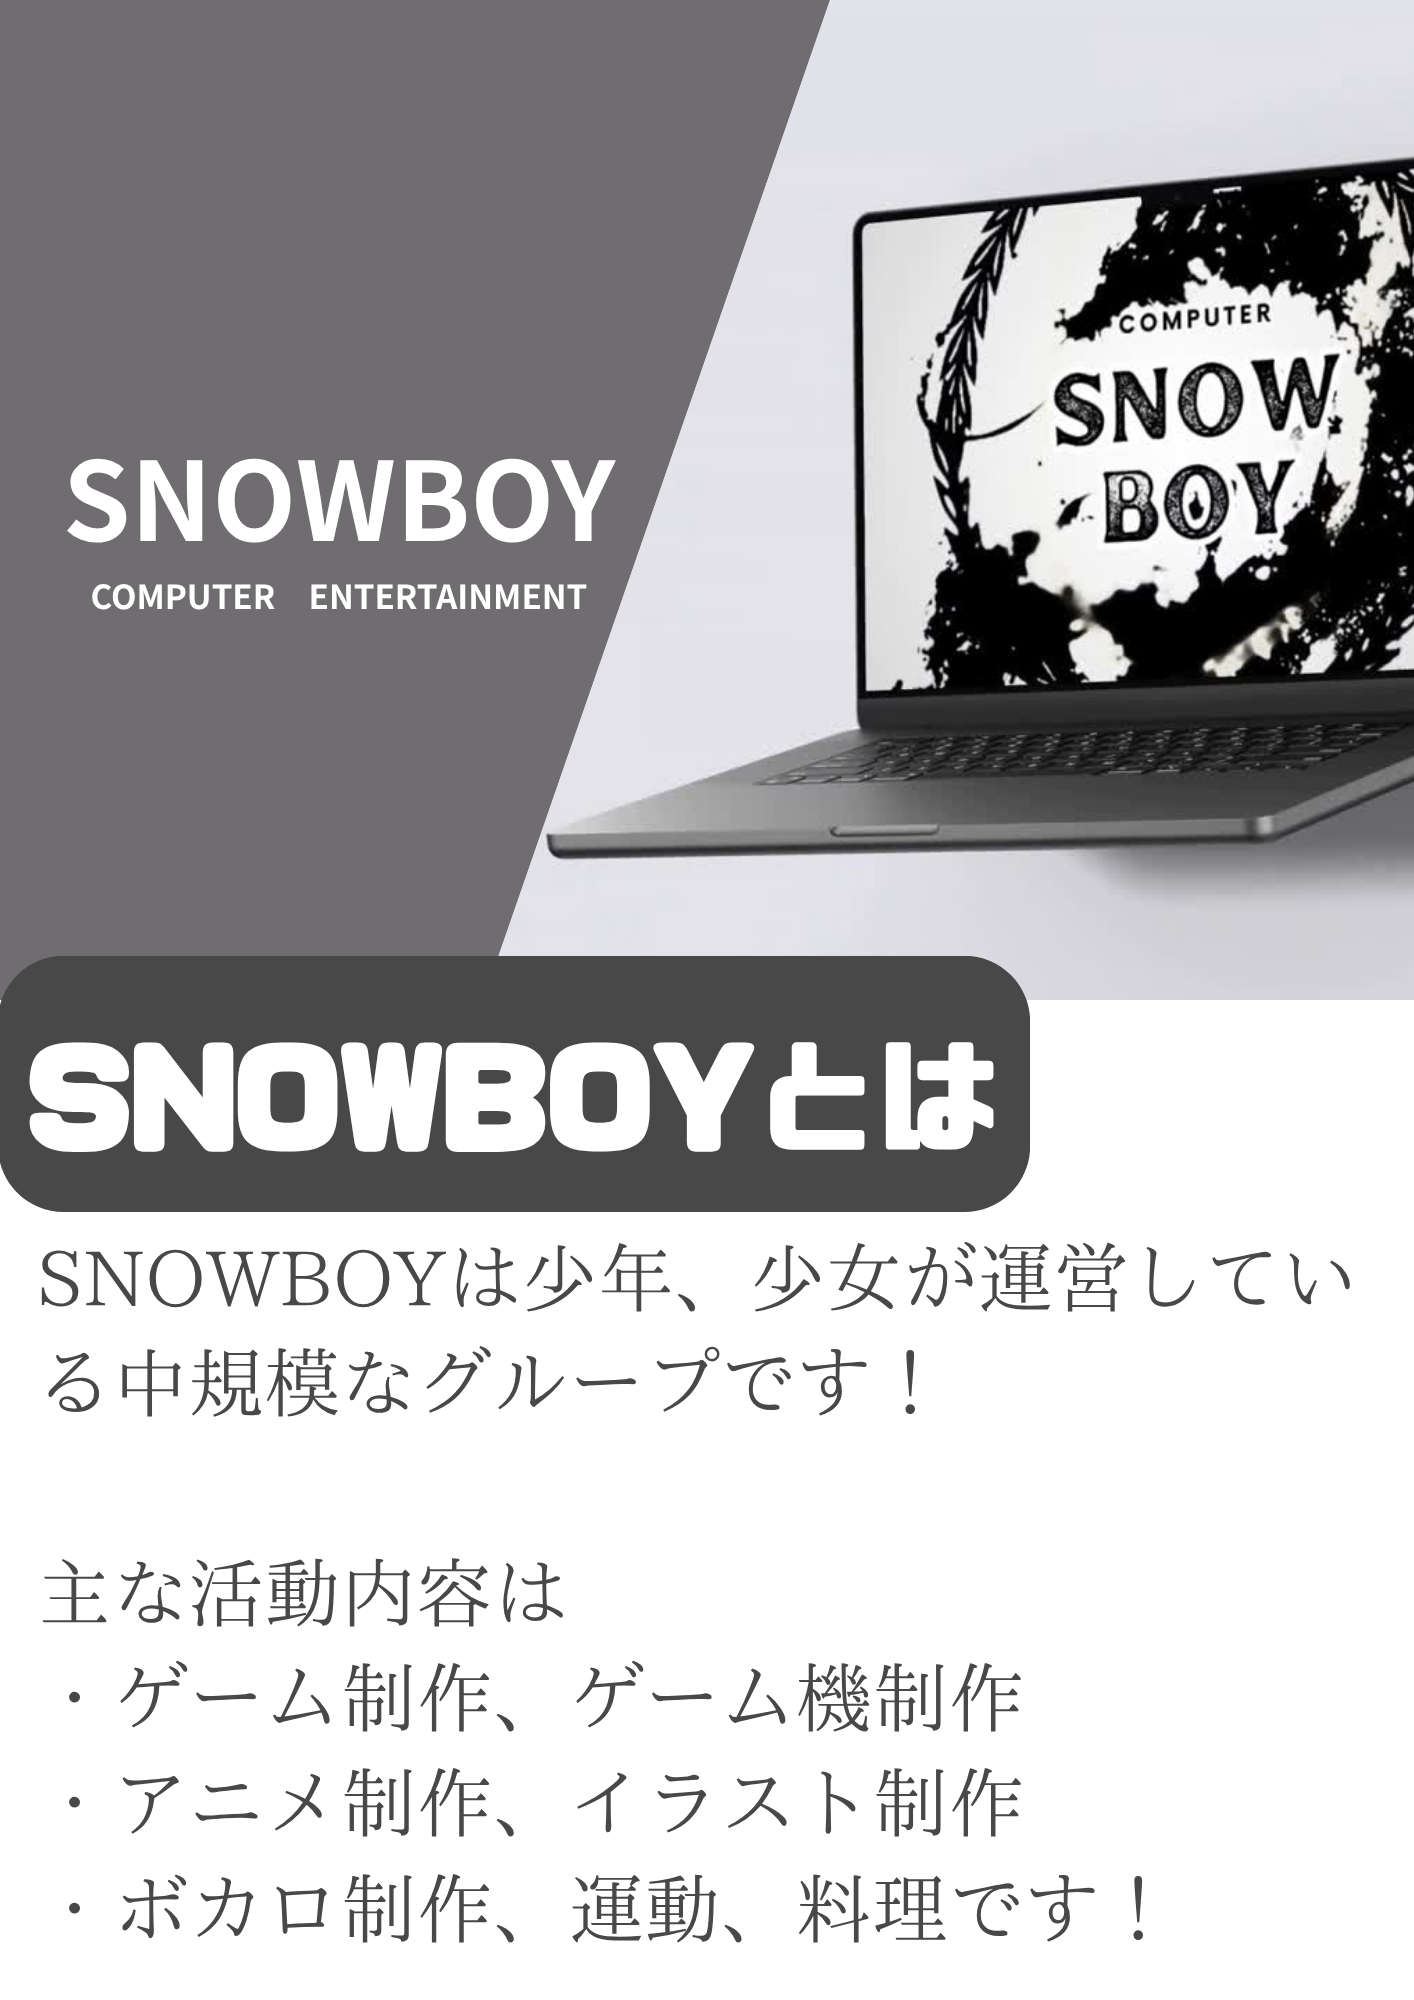 SNOWBOY
COMPUTER　ENTERTAINMENT
COMPUTER
SNOW
BOY
SNOWBOYとは
SNOWBOYは少年、少女が運営してい
る中規模なグループです！
主な活動内容は
・ゲーム制作、ゲーム機制作
・アニメ制作、イラスト制作
・ボカロ制作、運動、料理です！